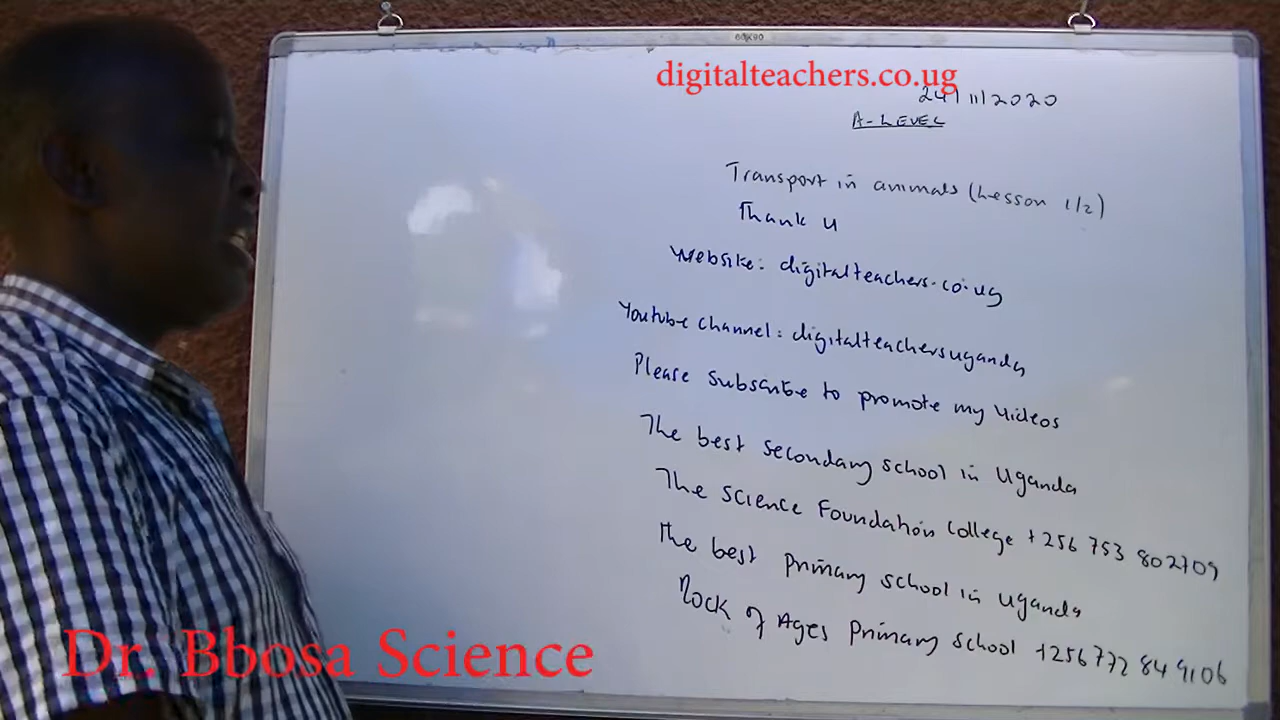 digitalteachers.co.ug
24/11/2020
A-LEVEL
Transport in animals (Lesson 1/2)
Thank U
Website: digitalteachers.co.ug
Youtube channel: digitalteachersuganda
Please subscribe to promote my videos
The best secondary school in Uganda
The Science Foundation College +256 753 802709
The best Primary school in Uganda
Rock of Ages Primary school +256772 849106
Dr. Bbosa Science